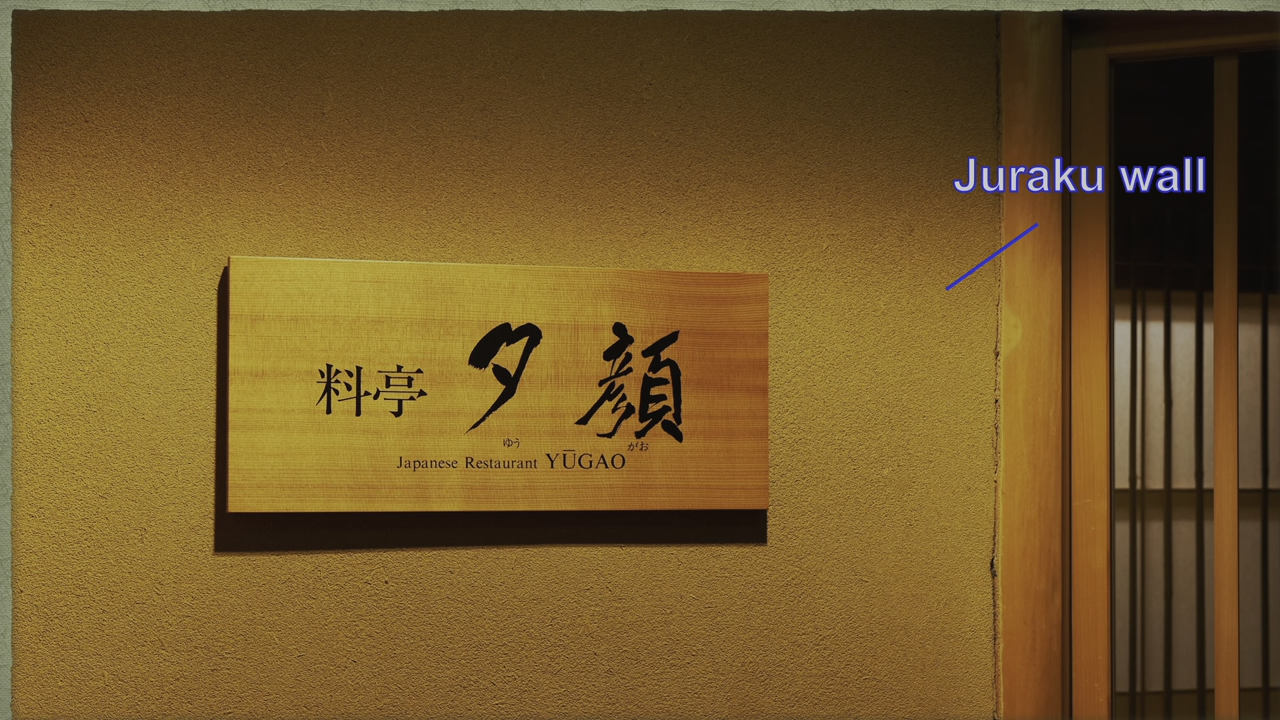 Juraku wall
料亭 夕顔
ゆう がお
Japanese Restaurant YŪGAO